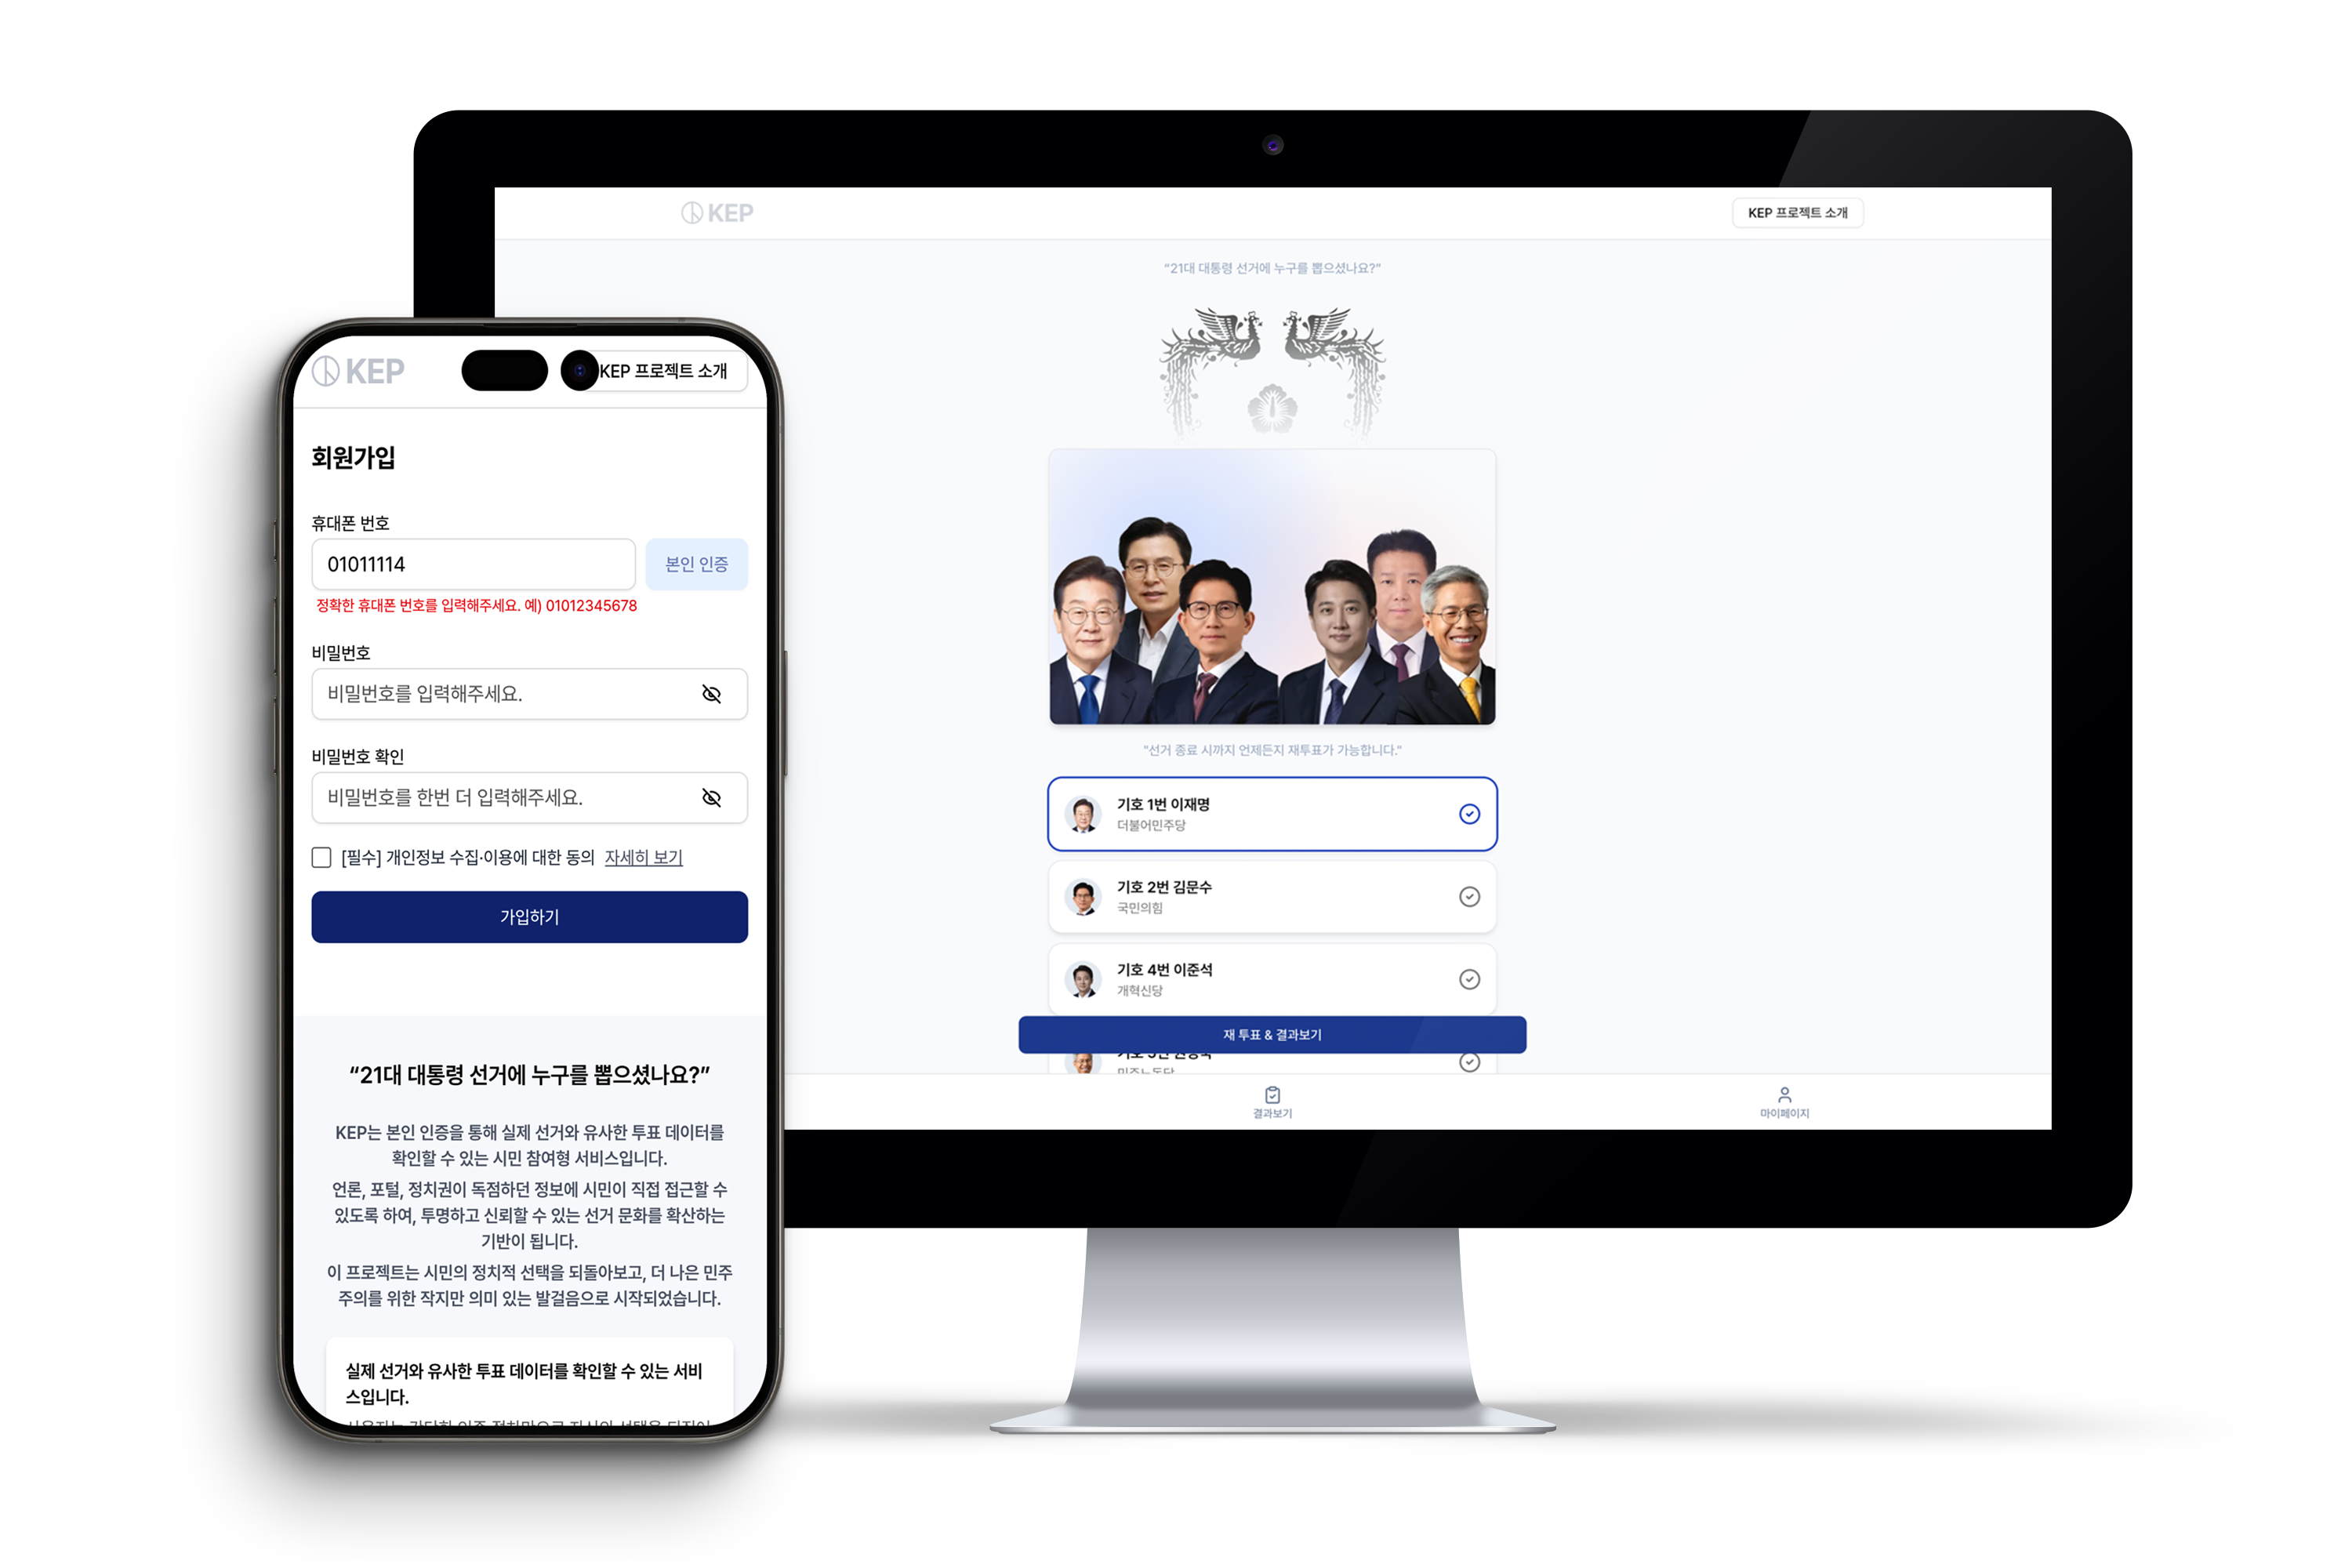 KEP
KEP 프로젝트 소개
회원가입
휴대폰 번호
01011114
본인 인증
정확한 휴대폰 번호를 입력해주세요. 예) 01012345678
비밀번호
비밀번호를 입력해주세요.
비밀번호 확인
비밀번호를 한번 더 입력해주세요.
[필수] 개인정보 수집·이용에 대한 동의 자세히 보기
가입하기
“21대 대통령 선거에 누구를 뽑으셨나요?”
KEP는 본인 인증을 통해 실제 선거와 유사한 투표 데이터를
확인할 수 있는 시민 참여형 서비스입니다.
언론, 포털, 정치권이 독점하던 정보에 시민이 직접 접근할 수
있도록 하여, 투명하고 신뢰할 수 있는 선거 문화를 확산하는
기반이 됩니다.
이 프로젝트는 시민의 정치적 선택을 되돌아보고, 더 나은 민주
주의를 위한 작지만 의미 있는 발걸음으로 시작되었습니다.
실제 선거와 유사한 투표 데이터를 확인할 수 있는 서비
스입니다.
KEP
KEP 프로젝트 소개
“21대 대통령 선거에 누구를 뽑으셨나요?”
"선거 종료 시까지 언제든지 재투표가 가능합니다."
기호 1번 이재명
더불어민주당
기호 2번 김문수
국민의힘
기호 4번 이준석
개혁신당
재 투표 & 결과보기
결과보기
마이페이지